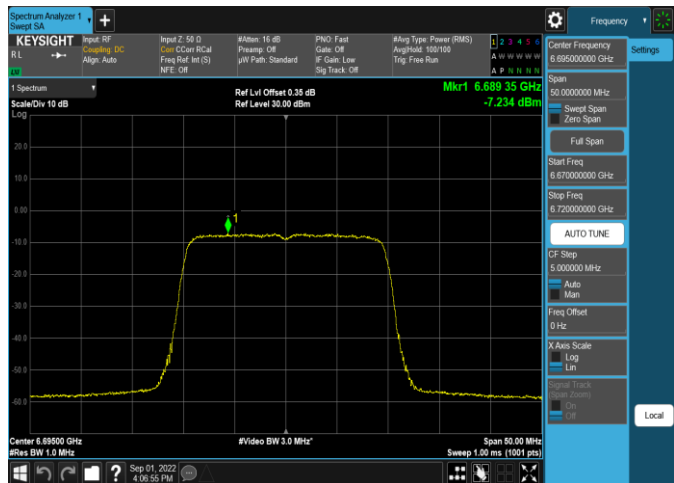 Spectrum Analyzer 1
Swept SA
Frequency
KEYSIGHT
RL
LXI
Input: RF
Coupling: DC
Align: Auto
Input Z: 50 Ω
Corr CCorr RCal
Freq Ref: Int (S)
NFE: Off
#Atten: 16 dB
Preamp: Off
µW Path: Standard
PNO: Fast
Gate: Off
IF Gain: Low
Sig Track: Off
#Avg Type: Power (RMS)
Avg|Hold: 100/100
Trig: Free Run
1 2 3 4 5 6
A W W W W W
A P N N N N
1 Spectrum
Scale/Div 10 dB
Log
Ref Lvl Offset 0.35 dB
Ref Level 30.00 dBm
Mkr1 6.689 35 GHz
-7.234 dBm
20.0
10.0
0.00
-10.0
-20.0
-30.0
-40.0
-50.0
-60.0
1
Center 6.69500 GHz
#Res BW 1.0 MHz
#Video BW 3.0 MHz*
Span 50.00 MHz
Sweep 1.00 ms (1001 pts)
Sep 01, 2022
4:06:55 PM
Center Frequency
6.695000000 GHz
Span
50.0000000 MHz
Swept Span
Zero Span
Full Span
Start Freq
6.670000000 GHz
Stop Freq
6.720000000 GHz
AUTO TUNE
CF Step
5.000000 MHz
Auto
Man
Freq Offset
0 Hz
X Axis Scale
Log
Lin
Signal Track
(Span Zoom)
On
Off
Settings
Local